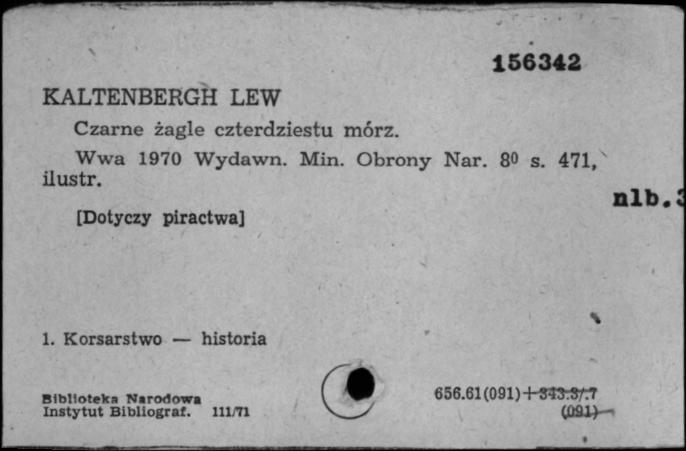 156342
KALTENBERGH LEW
Czarne żagle czterdziestu mórz.
Wwa 1970 Wydawn. Min. Obrony Nar. 8⁰ s. 471,
ilustr.
nlb.3
[Dotyczy piractwa]
1. Korsarstwo — historia
Biblioteka Narodowa
Instytut Bibliograf. 111/71
656.61(091)+343.3/.7
(091)